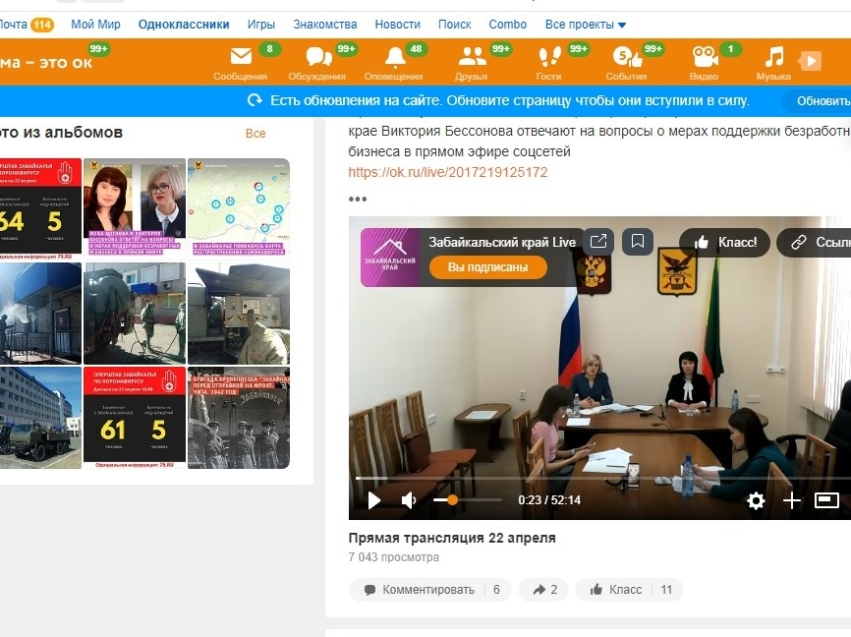 Почта 114 Мой Мир Одноклассники Игры Знакомства Новости Поиск Combo Все проекты
ма – это ок 99+
Сообщения 8 Обсуждения 99+ Оповещения 48 Друзья 99+ Гости 99+ События 99+ Видео 1 Музыка
Есть обновления на сайте. Обновите страницу чтобы они вступили в силу. Обновить
то из альбомов Все
64 5
61 5
крае Виктория Бессонова отвечают на вопросы о мерах поддержки безработн
бизнеса в прямом эфире соцсетей
https://ok.ru/live/2017219125172
•••
ЗАБАЙКАЛЬСКИЙ
КРАЙ
Забайкальский край Live
Вы подписаны
Класс!
Ссылк
0:23 / 52:14
Прямая трансляция 22 апреля
7 043 просмотра
Комментировать 6 2 Класс 11